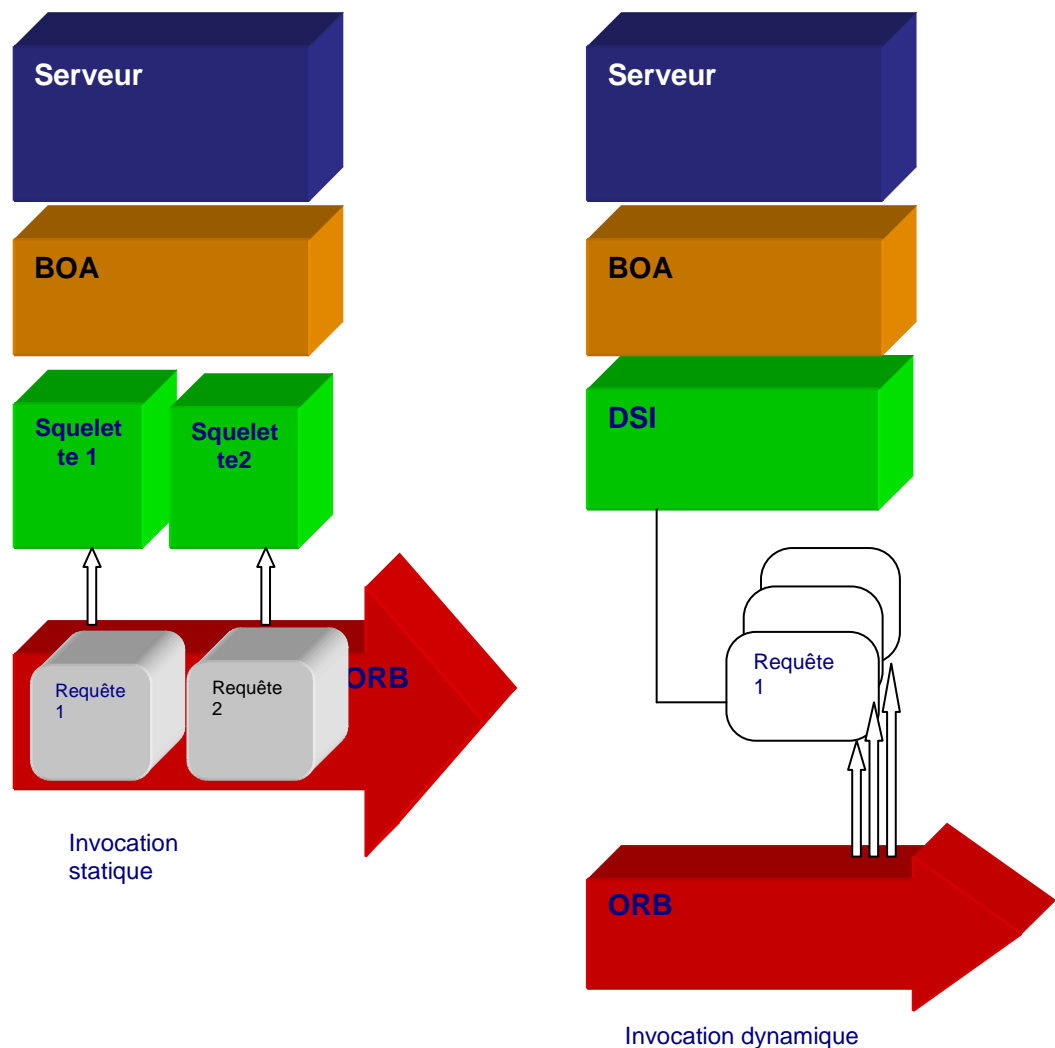 Serveur
BOA
Squelet
te 1
Squelet
te2
ORB
Requête
1
Requête
2
Invocation
statique
Serveur
BOA
DSI
Requête
1
ORB
Invocation dynamique